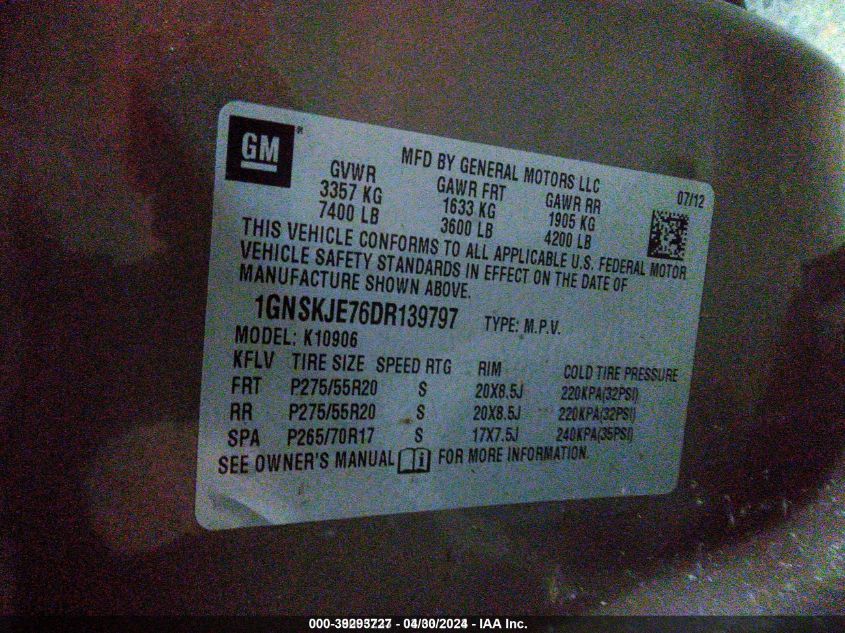 GM
MFD BY GENERAL MOTORS LLC
07/12
GVWR GAWR FRT GAWR RR
3357 KG 1633 KG 1905 KG
7400 LB 3600 LB 4200 LB
THIS VEHICLE CONFORMS TO ALL APPLICABLE U.S. FEDERAL MOTOR
VEHICLE SAFETY STANDARDS IN EFFECT ON THE DATE OF
MANUFACTURE SHOWN ABOVE.
1GNSKJE76DR139797 TYPE: M.P.V.
MODEL: K10906
KFLV TIRE SIZE SPEED RTG RIM COLD TIRE PRESSURE
FRT P275/55R20 S 20X8.5J 220KPA(32PSI)
RR P275/55R20 S 20X8.5J 220KPA(32PSI)
SPA P265/70R17 S 17X7.5J 240KPA(35PSI)
SEE OWNER'S MANUAL FOR MORE INFORMATION.
- IAA Inc.